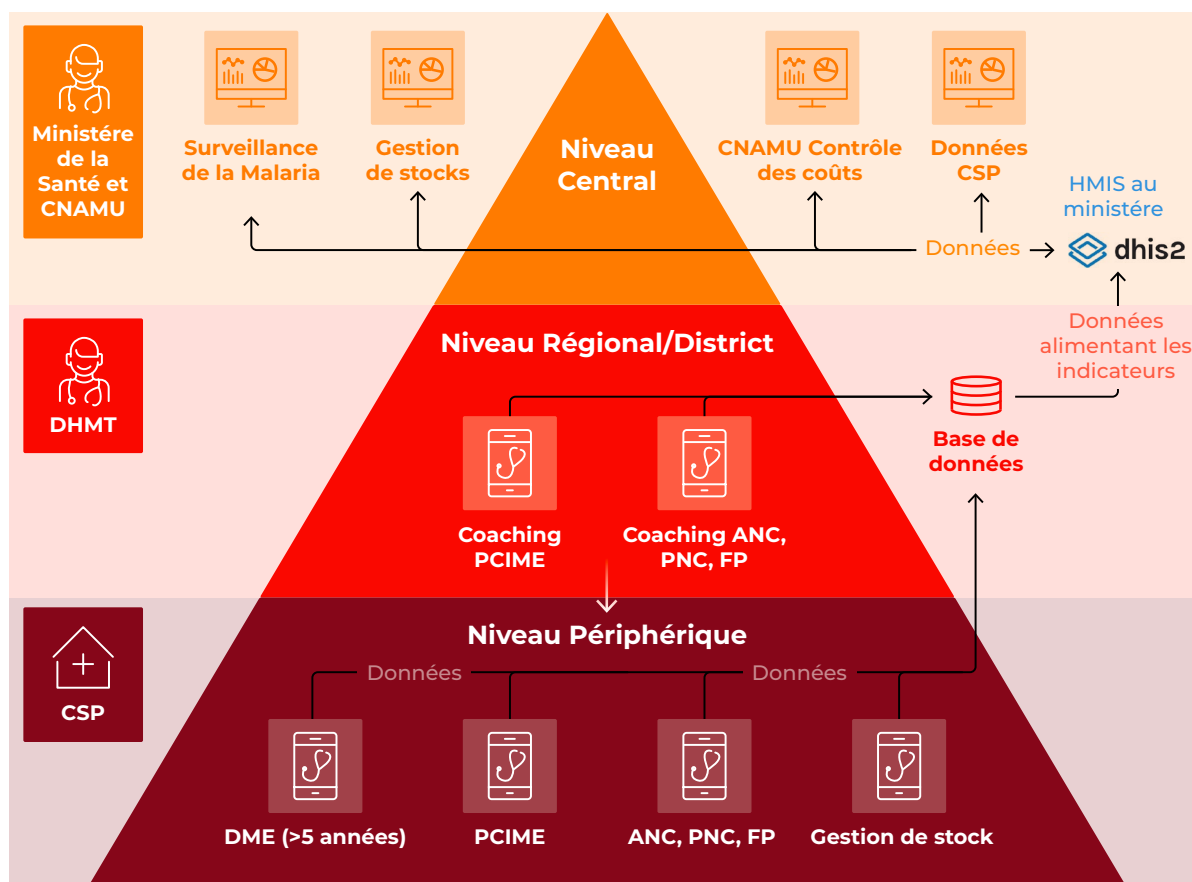 Ministére
de la
Santé et
CNAMU
Surveillance
de la Malaria
Gestion
de stocks
Niveau
Central
CNAMU Contrôle
des coûts
Données
CSP
HMIS au
ministére
Données
dhis2
DHMT
Niveau Régional/District
Données
alimentant les
indicateurs
Base de
données
Coaching
PCIME
Coaching ANC,
PNC, FP
CSP
Niveau Périphérique
Données
Données
DME (>5 années)
PCIME
ANC, PNC, FP
Gestion de stock